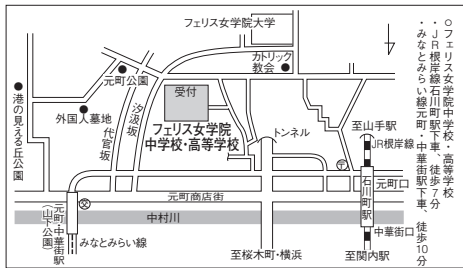 ○フェリス女学院中学校・高等学校
・JR根岸線石川町駅下車、徒歩7分
・みなとみらい線元町・中華街駅下車、徒歩10分
フェリス女学院大学
カトリック
教会
元町公園
受付
汐汲坂
フェリス女学院
中学校・高等学校
外国人墓地
代官坂
港の見える丘公園
トンネル
至山手駅
JR根岸線
〒
元町口
石川町駅
元町商店街
交
中村川
元町・中華街駅
(山下公園)
みなとみらい線
中華街口
至桜木町・横浜
至関内駅